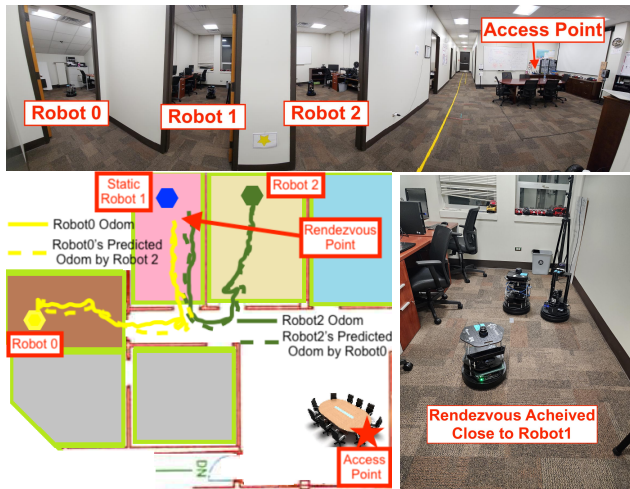 Access Point
Robot 0
Robot 1
Robot 2
Static
Robot 1
Robot 2
Robot0 Odom
Robot0's Predicted
Odom by Robot 2
Rendezvous
Point
Robot 0
Robot2 Odom
Robot2's Predicted
Odom by Robot0
DN
Access
Point
Rendezvous Acheived
Close to Robot1